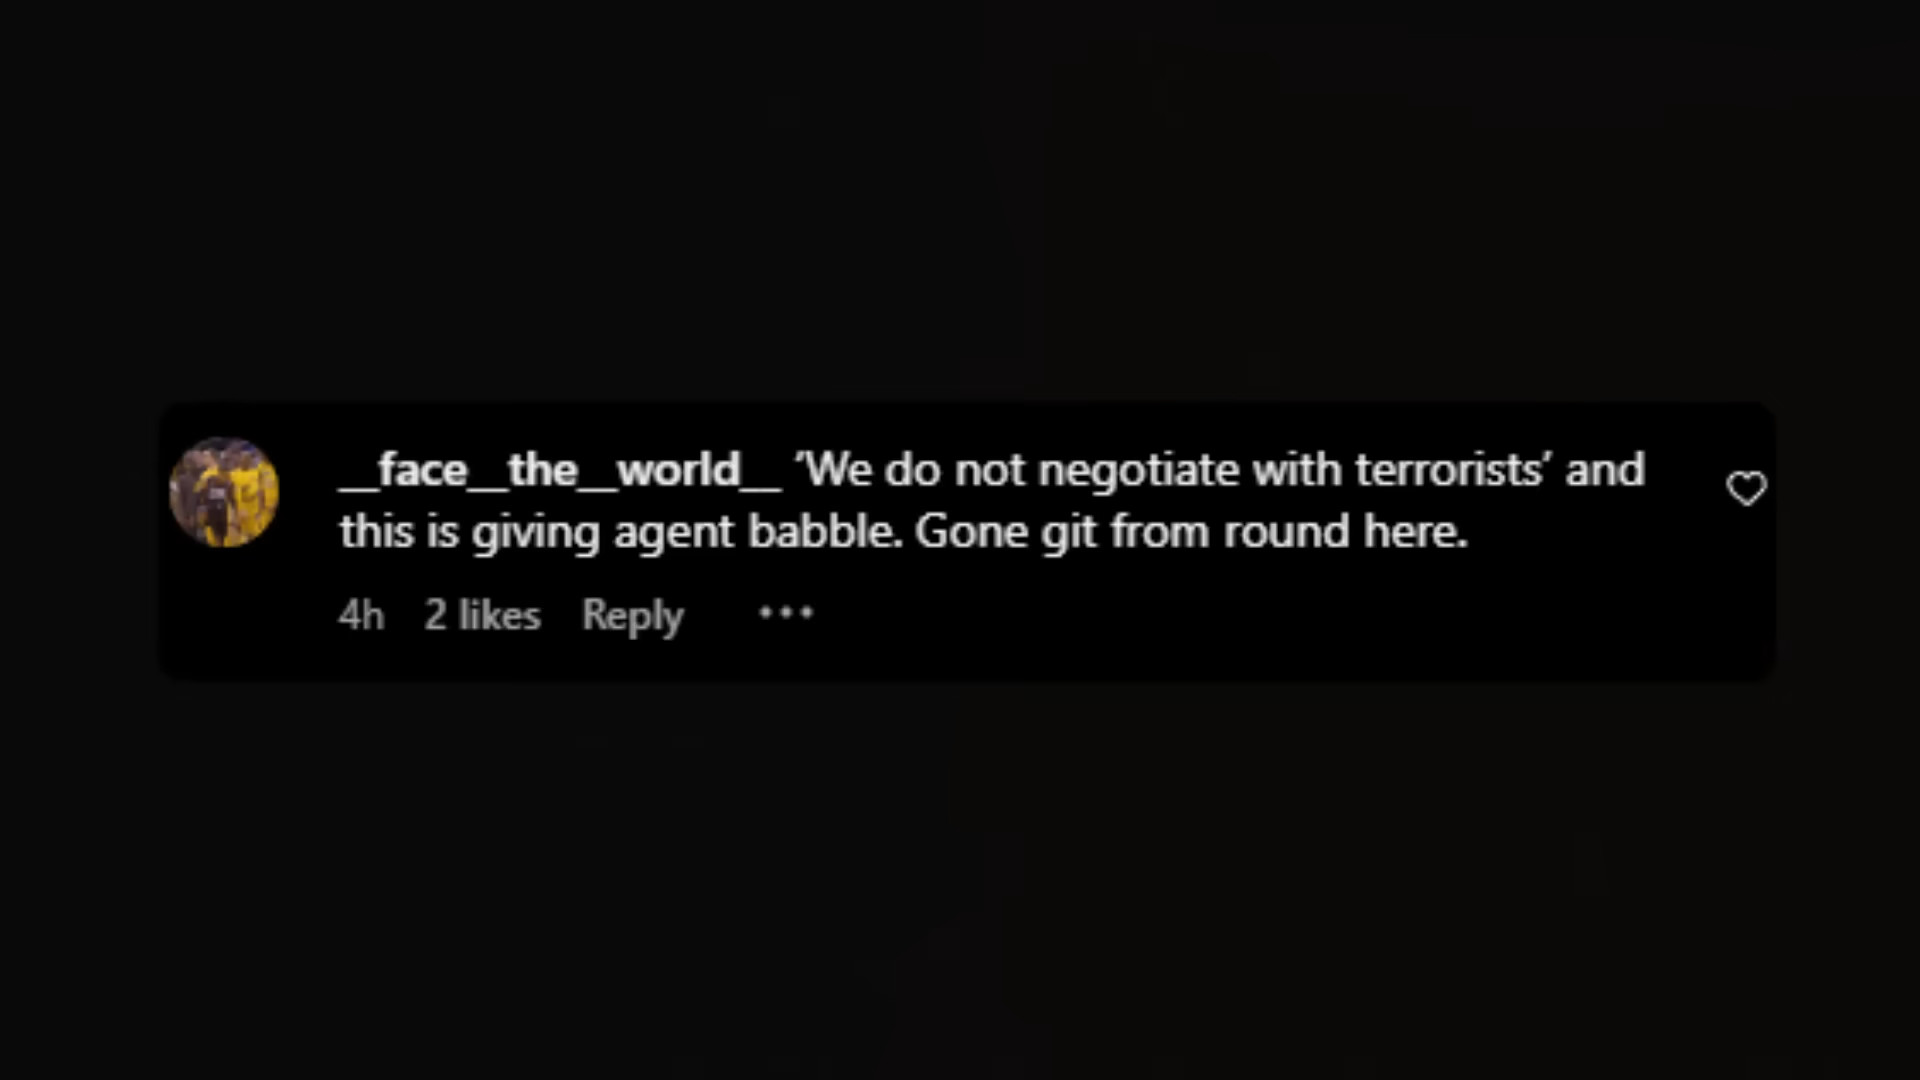 __face__the__world__ ‘We do not negotiate with terrorists’ and
this is giving agent babble. Gone git from round here.
4h 2 likes Reply •••